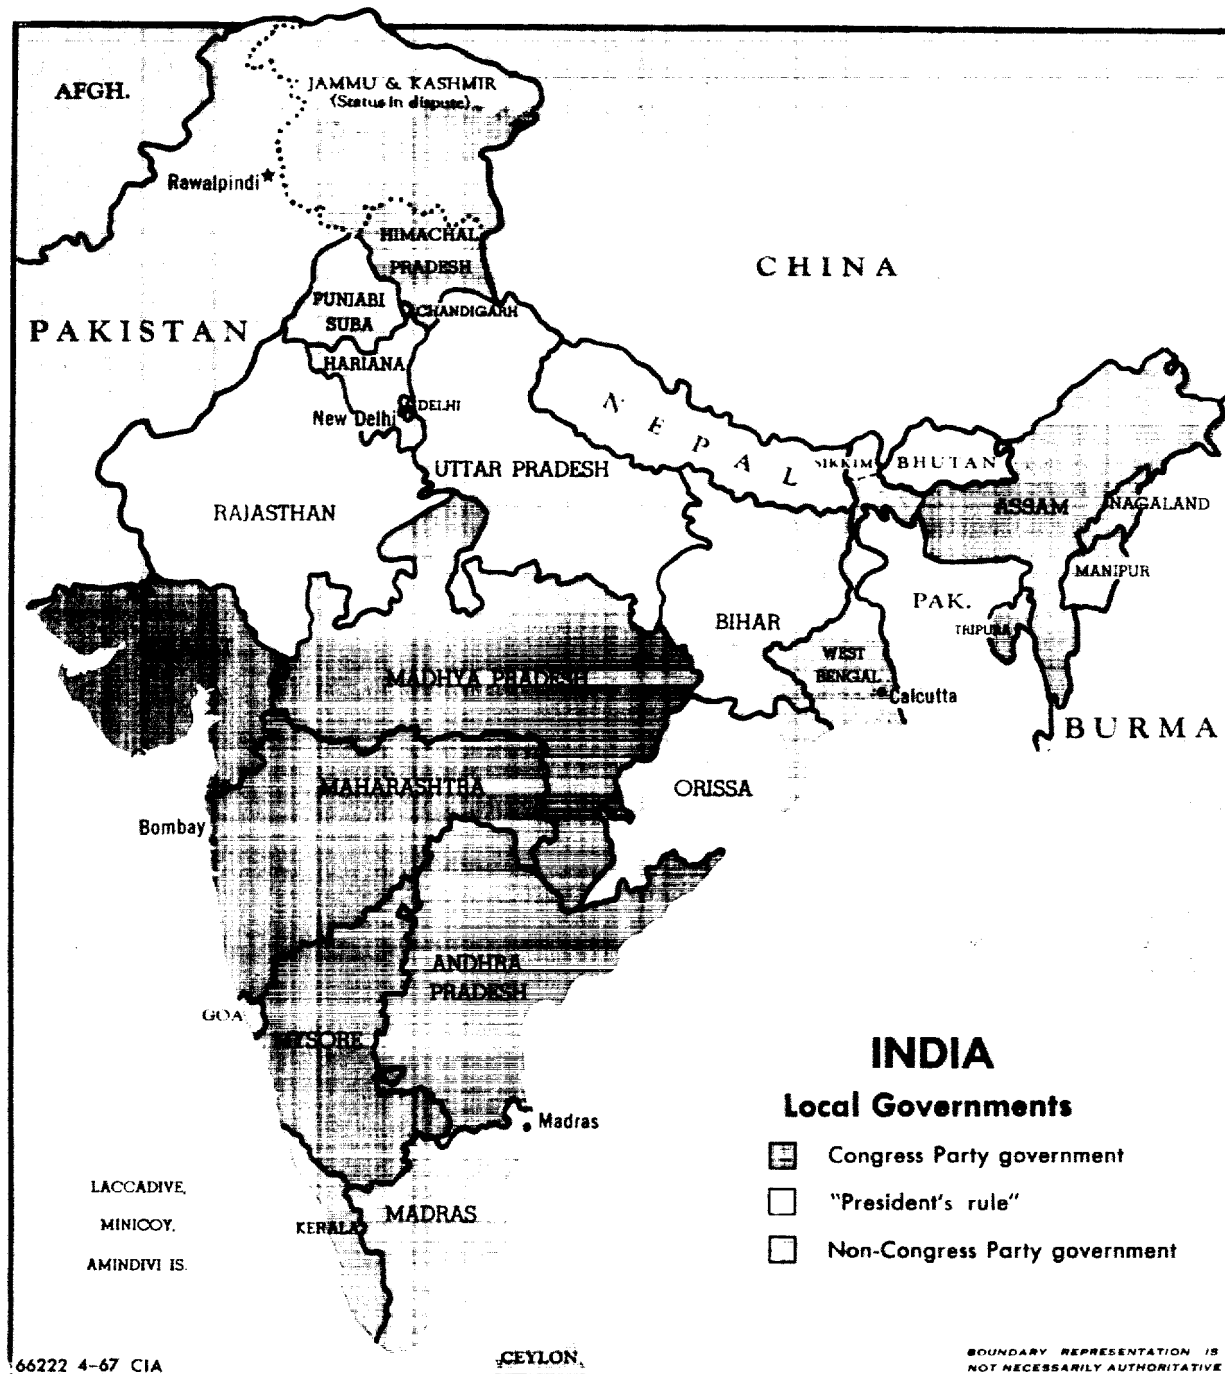 AFGH.
JAMMU & KASHMIR
(Status in dispute)
Rawalpindi
HIMACHAL
PRADESH
CHINA
PUNJABI
SUBA
CHANDIGARH
PAKISTAN
HARIANA
DELHI
New Delhi
NEPAL
SIKKIM
BHUTAN
UTTAR PRADESH
RAJASTHAN
ASSAM
NAGALAND
MANIPUR
PAK.
BIHAR
TRIPURA
WEST
BENGAL
Calcutta
MADHYA PRADESH
BURMA
MAHARASHTRA
ORISSA
Bombay
ANDHRA
PRADESH
GOA
MYSORE
Madras
INDIA
Local Governments
Congress Party government
"President's rule"
Non-Congress Party government
LACCADIVE,
MINICOY,
AMINDIVI IS.
KERALA
MADRAS
CEYLON
66222 4-67 CIA
BOUNDARY REPRESENTATION IS
NOT NECESSARILY AUTHORITATIVE